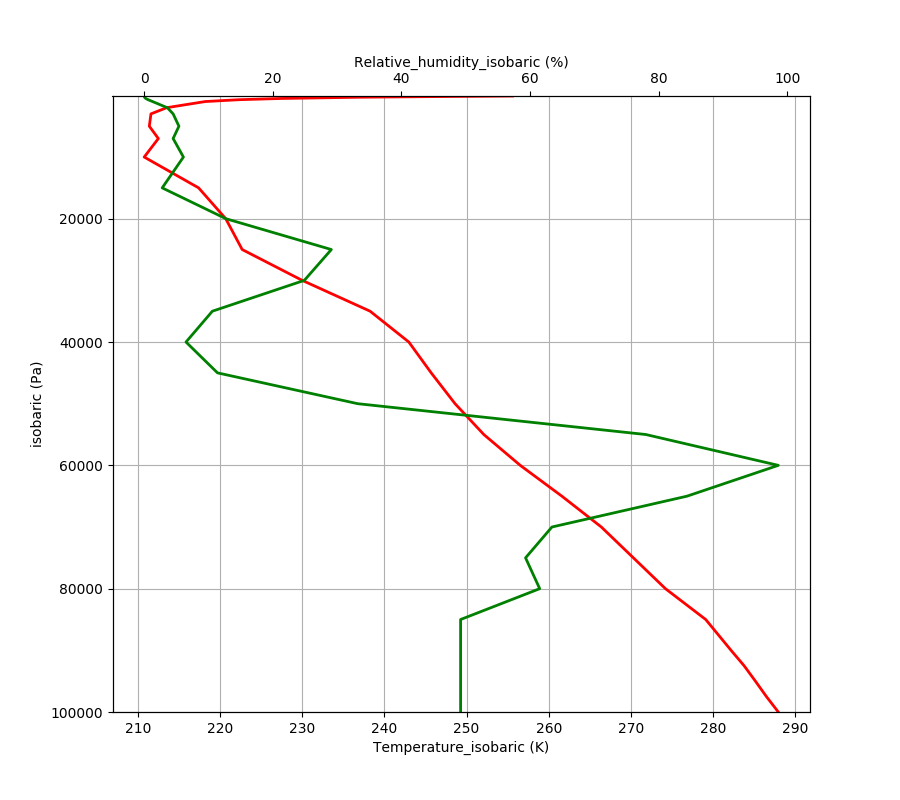 Relative_humidity_isobaric (%)
0 20 40 60 80 100
isobaric (Pa)
20000
40000
60000
80000
100000
210 220 230 240 250 260 270 280 290
Temperature_isobaric (K)